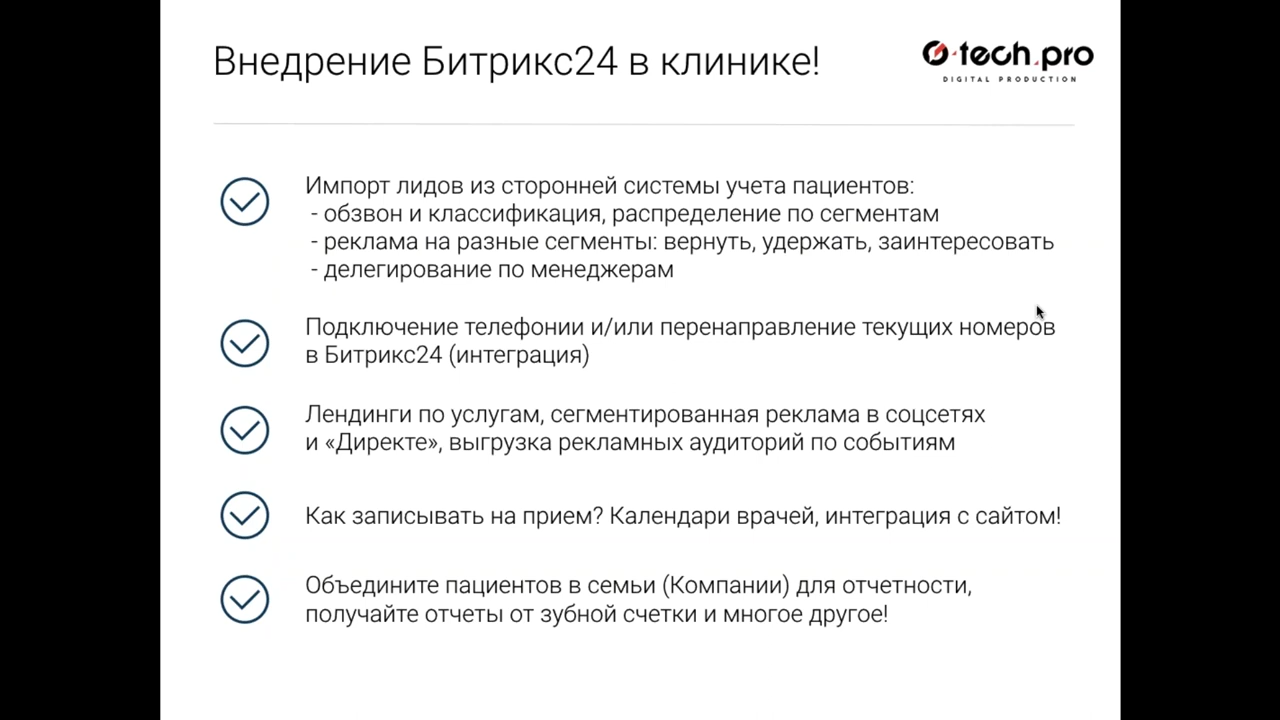 Внедрение Битрикс24 в клинике!
tech.pro
DIGITAL PRODUCTION
Импорт лидов из сторонней системы учета пациентов:
- обзвон и классификация, распределение по сегментам
- реклама на разные сегменты: вернуть, удержать, заинтересовать
- делегирование по менеджерам
Подключение телефонии и/или перенаправление текущих номеров
в Битрикс24 (интеграция)
Лендинги по услугам, сегментированная реклама в соцсетях
и «Директе», выгрузка рекламных аудиторий по событиям
Как записывать на прием? Календари врачей, интеграция с сайтом!
Объедините пациентов в семьи (Компании) для отчетности,
получайте отчеты от зубной счетки и многое другое!